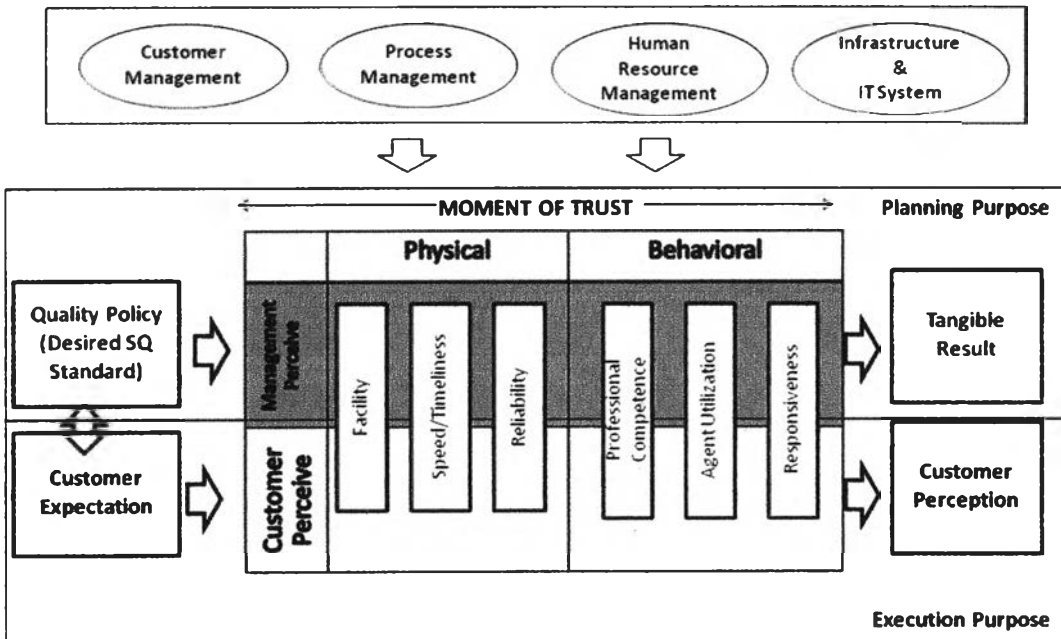 Customer
Management
Process
Management
Human
Resource
Management
Infrastructure
&
IT System
MOMENT OF TRUST
Planning Purpose
Physical
Behavioral
Quality Policy
(Desired SQ
Standard)
Management
Perceive
Facility
Speed/Timeliness
Reliability
Professional
Competence
Agent Utilization
Responsiveness
Tangible
Result
Customer
Expectation
Customer
Perceive
Customer
Perception
Execution Purpose